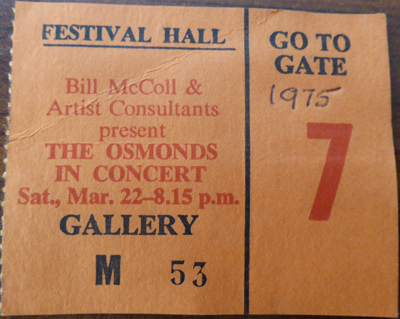 FESTIVAL HALL
Bill McColl &
Artist Consultants
present
THE OSMONDS
IN CONCERT
Sat., Mar. 22–8.15 p.m.
GALLERY
M 53
GO TO
GATE
1975
7